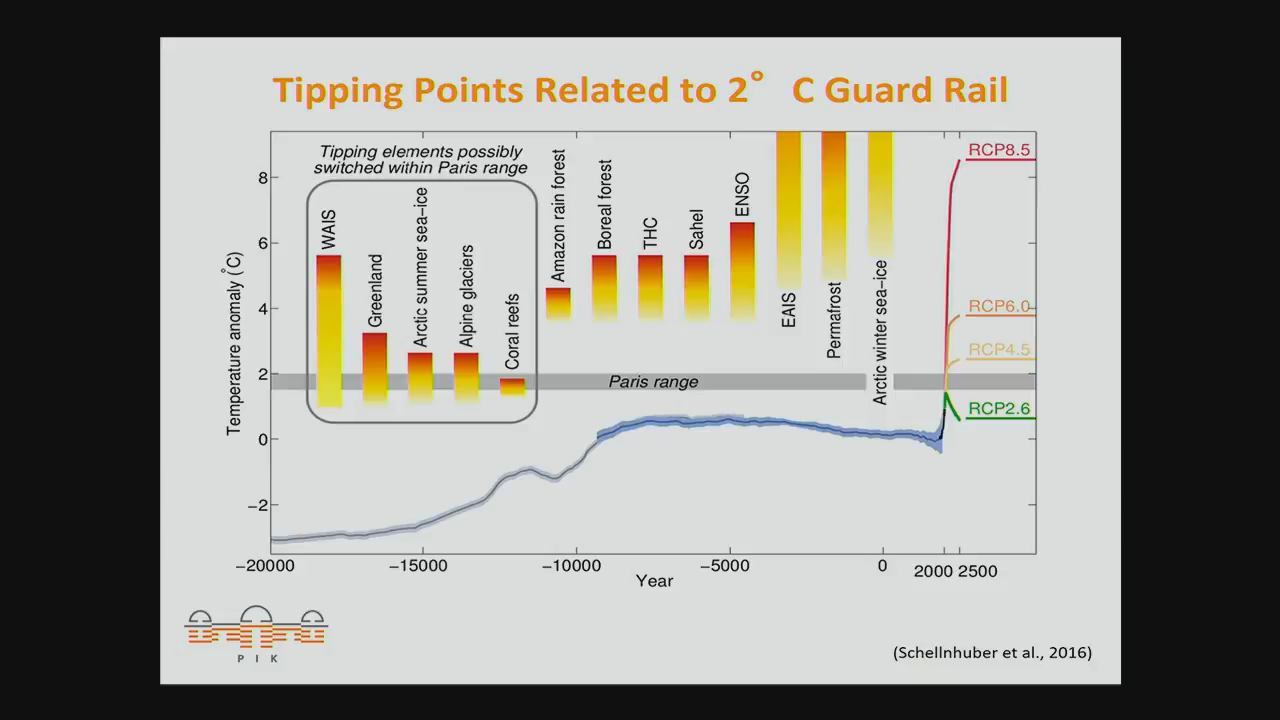 Tipping Points Related to 2° C Guard Rail
Tipping elements possibly
switched within Paris range
WAIS
Greenland
Arctic summer sea−ice
Alpine glaciers
Coral reefs
Amazon rain forest
Boreal forest
THC
Sahel
ENSO
EAIS
Permafrost
Arctic winter sea−ice
RCP8.5
RCP6.0
RCP4.5
RCP2.6
Paris range
Temperature anomaly (°C)
8
6
4
2
0
−2
−20000
−15000
−10000
−5000
0
2000
2500
Year
PIK
(Schellnhuber et al., 2016)